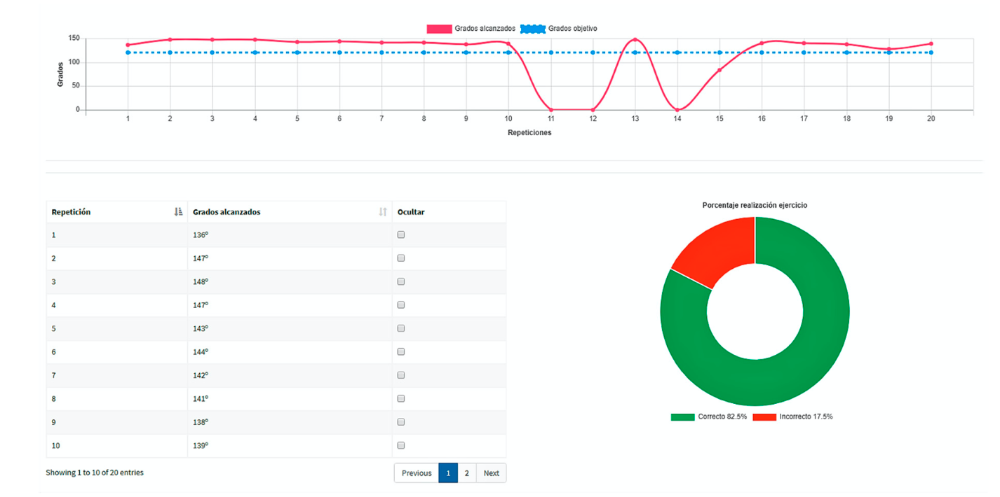 Grados alcanzados Grados objetivo
150
100
50
0
Grados
1 2 3 4 5 6 7 8 9 10 11 12 13 14 15 16 17 18 19 20
Repeticiones
Repetición Grados alcanzados Ocultar
1 136º
2 147º
3 148º
4 147º
5 143º
6 144º
7 142º
8 141º
9 138º
10 139º
Showing 1 to 10 of 20 entries
Previous 1 2 Next
Porcentaje realización ejercicio
Correcto 82.5% Incorrecto 17.5%